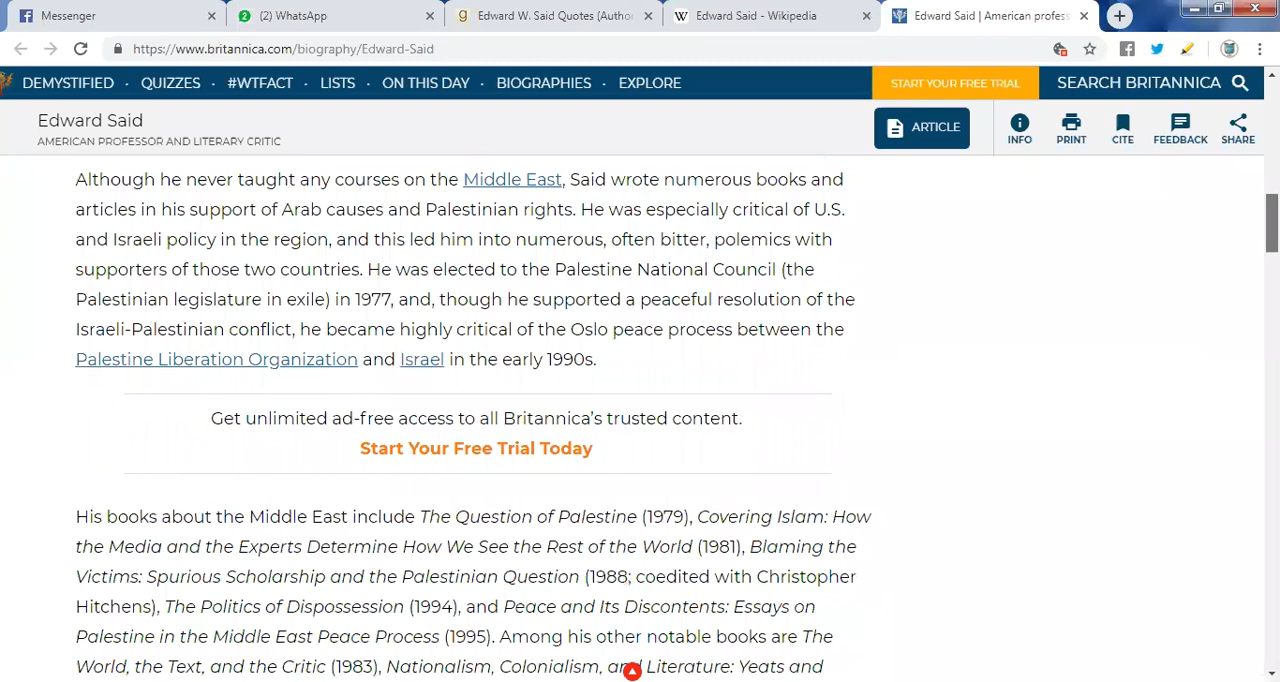 Messenger
(2) WhatsApp
Edward W. Said Quotes (Author
Edward Said - Wikipedia
Edward Said | American profess
https://www.britannica.com/biography/Edward-Said
DEMYSTIFIED · QUIZZES · #WTFACT · LISTS · ON THIS DAY · BIOGRAPHIES · EXPLORE
START YOUR FREE TRIAL
SEARCH BRITANNICA
Edward Said
AMERICAN PROFESSOR AND LITERARY CRITIC
ARTICLE
INFO
PRINT
CITE
FEEDBACK
SHARE
Although he never taught any courses on the Middle East, Said wrote numerous books and
articles in his support of Arab causes and Palestinian rights. He was especially critical of U.S.
and Israeli policy in the region, and this led him into numerous, often bitter, polemics with
supporters of those two countries. He was elected to the Palestine National Council (the
Palestinian legislature in exile) in 1977, and, though he supported a peaceful resolution of the
Israeli-Palestinian conflict, he became highly critical of the Oslo peace process between the
Palestine Liberation Organization and Israel in the early 1990s.
Get unlimited ad-free access to all Britannica's trusted content.
Start Your Free Trial Today
His books about the Middle East include The Question of Palestine (1979), Covering Islam: How
the Media and the Experts Determine How We See the Rest of the World (1981), Blaming the
Victims: Spurious Scholarship and the Palestinian Question (1988; coedited with Christopher
Hitchens), The Politics of Dispossession (1994), and Peace and Its Discontents: Essays on
Palestine in the Middle East Peace Process (1995). Among his other notable books are The
World, the Text, and the Critic (1983), Nationalism, Colonialism, and Literature: Yeats and